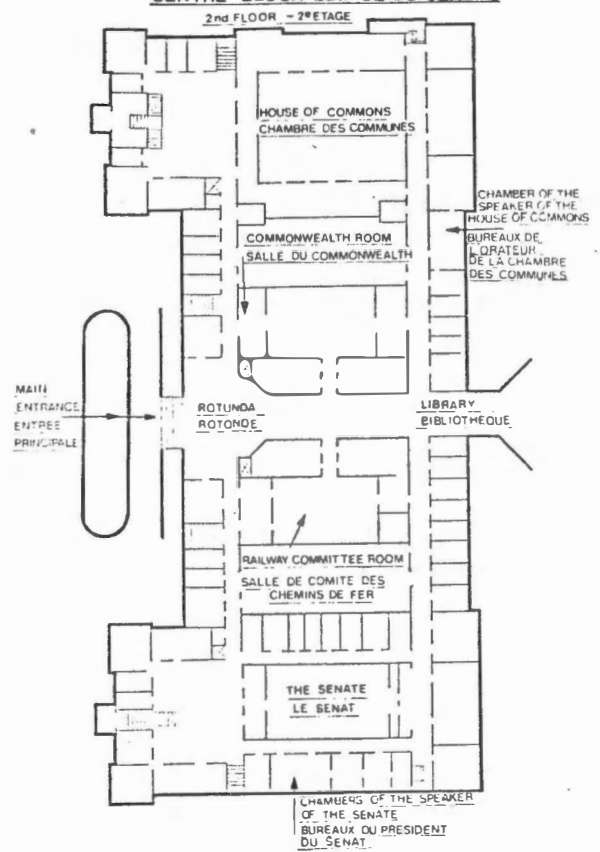 2nd FLOOR - 2e ETAGE
HOUSE OF COMMONS
CHAMBRE DES COMMUNES
CHAMBER OF THE
SPEAKER OF THE
HOUSE OF COMMONS
BUREAUX DE
L'ORATEUR
DE LA CHAMBRE
DES COMMUNES
COMMONWEALTH ROOM
SALLE DU COMMONWEALTH
MAIN
ENTRANCE
ENTREE
PRINCIPALE
ROTUNDA
ROTONDE
LIBRARY
BIBLIOTHEQUE
RAILWAY COMMITTEE ROOM
SALLE DE COMITE DES
CHEMINS DE FER
THE SENATE
LE SENAT
CHAMBERS OF THE SPEAKER
OF THE SENATE
BUREAUX DU PRESIDENT
DU SENAT